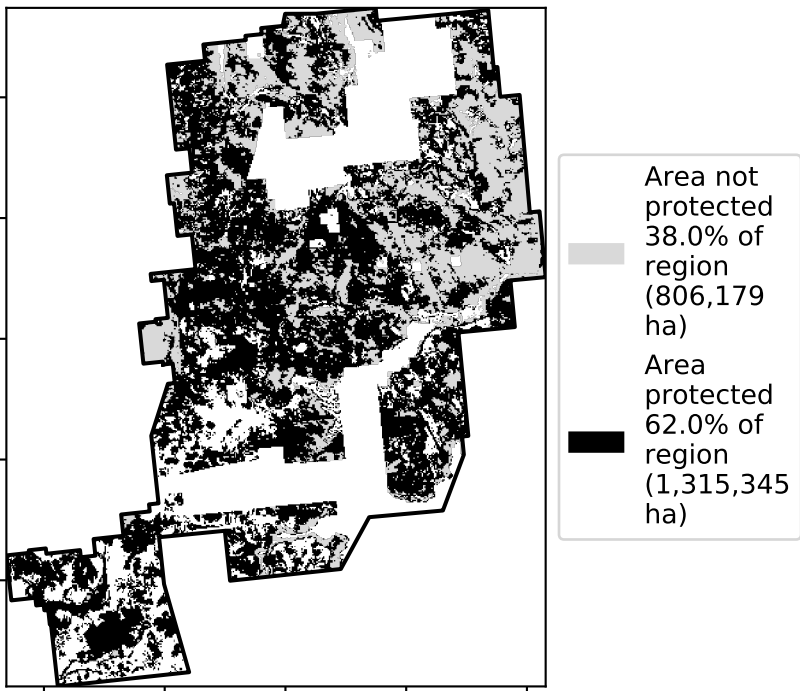 Area not
protected
38.0% of
region
(806,179
ha)
Area
protected
62.0% of
region
(1,315,345
ha)